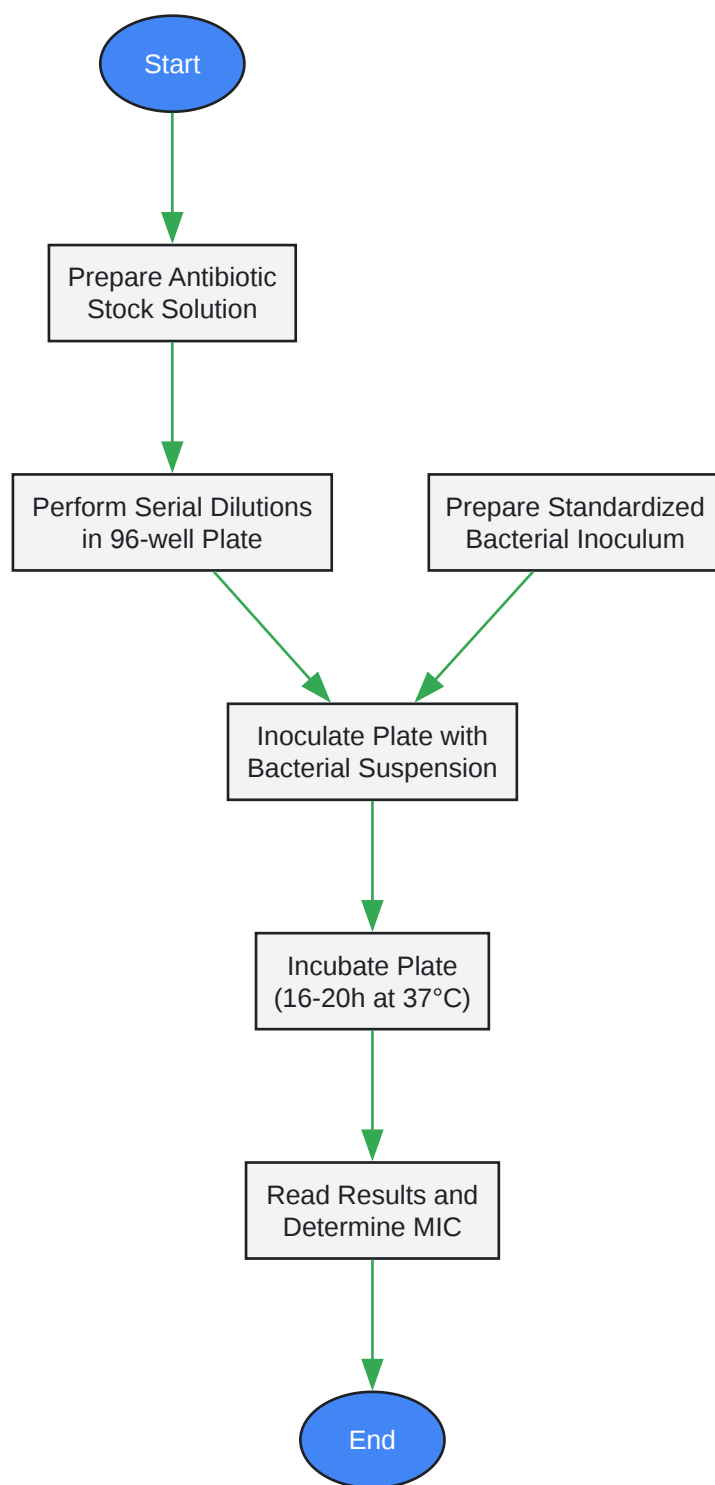 Start
Prepare Antibiotic
Stock Solution
Perform Serial Dilutions
in 96-well Plate
Prepare Standardized
Bacterial Inoculum
Inoculate Plate with
Bacterial Suspension
Incubate Plate
(16-20h at 37°C)
Read Results and
Determine MIC
End